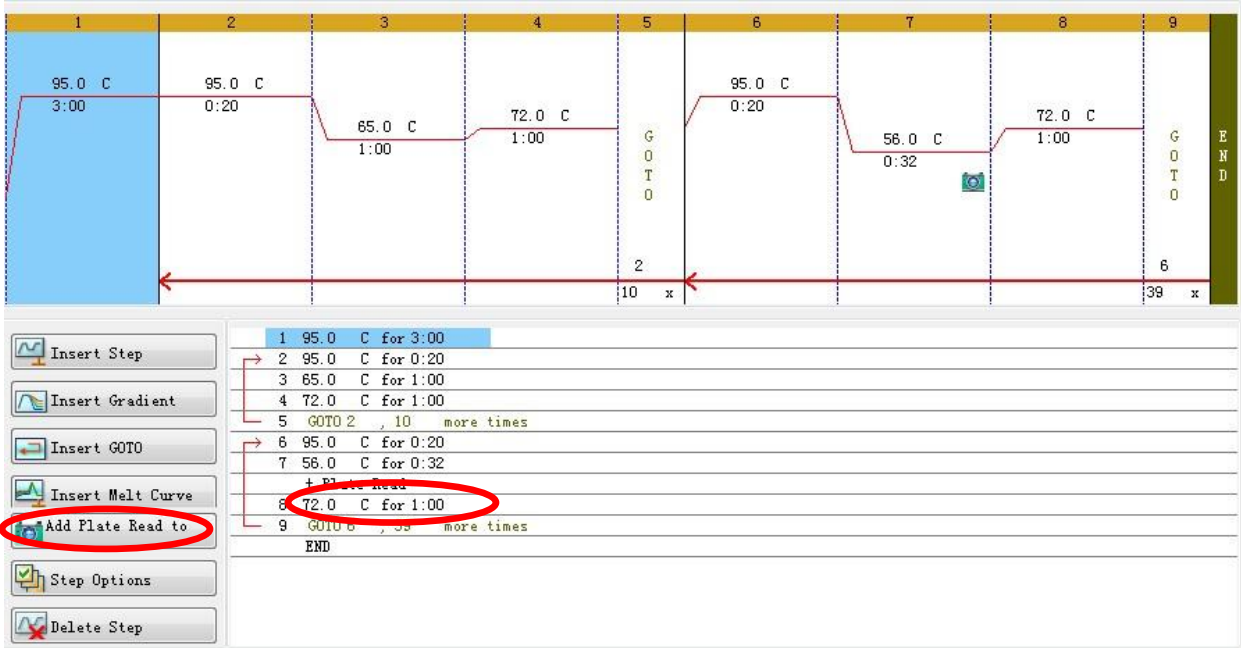 1 2 3 4 5 6 7 8 9
95.0 C 95.0 C 95.0 C
3:00 0:20 0:20
65.0 C 72.0 C 56.0 C 72.0 C
1:00 1:00 0:32 1:00
GOTO GOTO END
2 6
10 x 39 x
Insert Step
Insert Gradient
Insert GOTO
Insert Melt Curve
Add Plate Read to
Step Options
Delete Step
1 95.0 C for 3:00
2 95.0 C for 0:20
3 65.0 C for 1:00
4 72.0 C for 1:00
5 GOTO 2 , 10 more times
6 95.0 C for 0:20
7 56.0 C for 0:32
+ Plate Read
8 72.0 C for 1:00
9 GOTO 6 , 39 more times
END